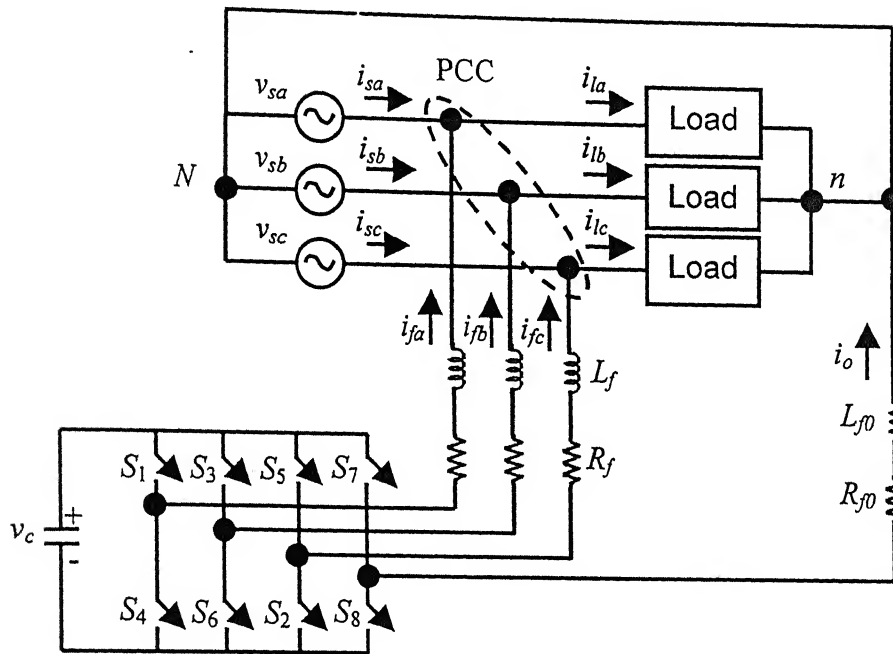 PCC
i_sa
i_la
v_sa
Load
i_sb
i_lb
v_sb
N
n
Load
i_sc
i_lc
v_sc
Load
i_fa
i_fb
i_fc
i_o
L_f
L_f0
S_1
S_3
S_5
S_7
R_f
R_f0
+
v_c
-
S_4
S_6
S_2
S_8